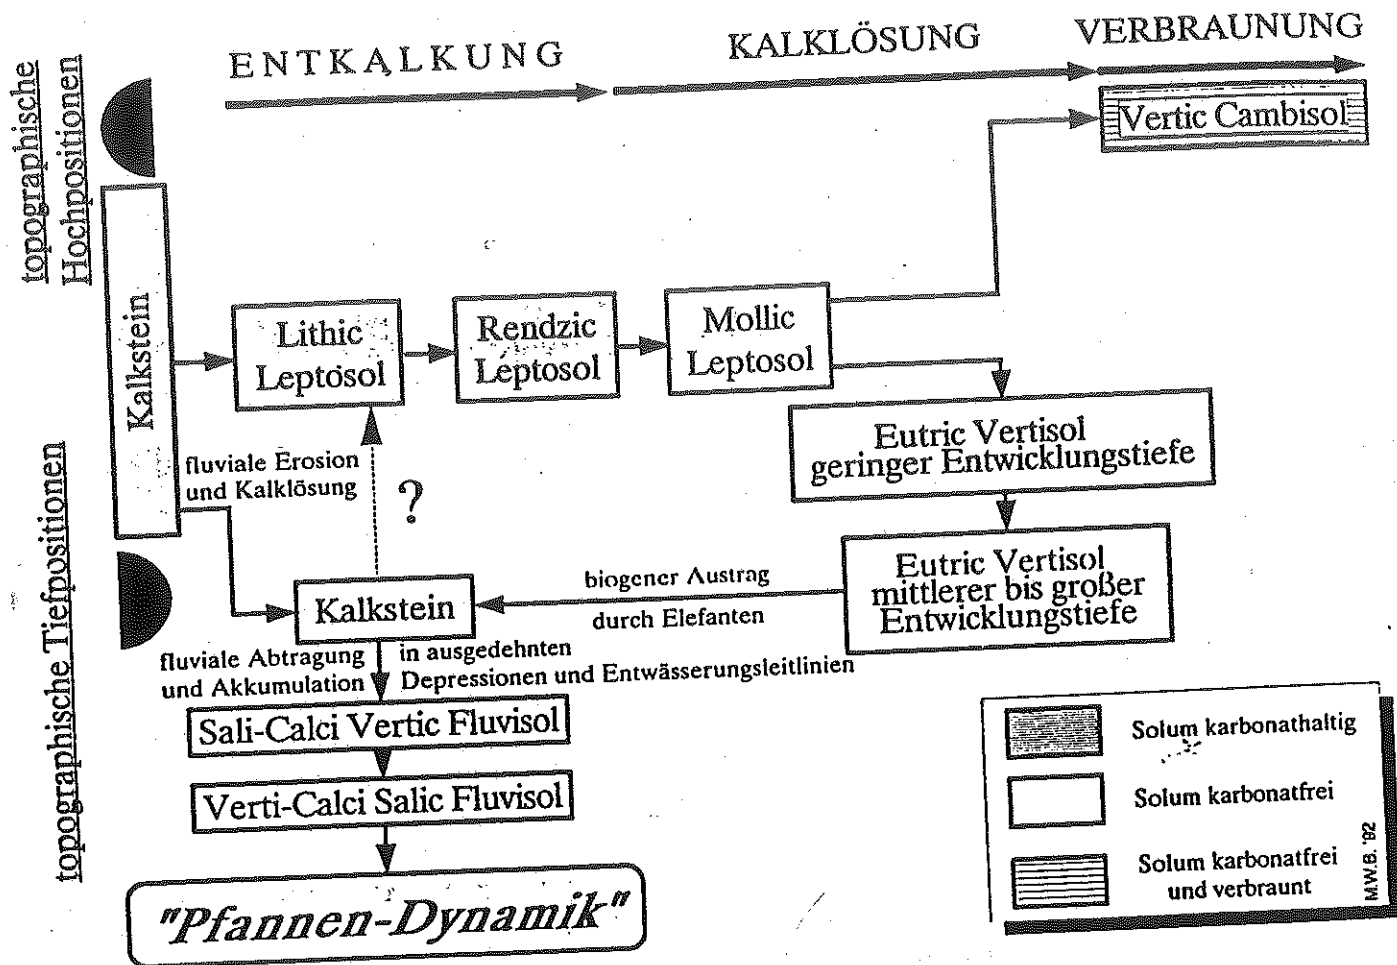 ENTKALKUNG
KALKLÖSUNG
VERBRAUNUNG
topographische
Hochpositionen
Vertic Cambisol
Kalkstein
Lithic
Leptosol
Rendzic
Leptosol
Mollic
Leptosol
Eutric Vertisol
geringer Entwicklungstiefe
fluviale Erosion
und Kalklösung
?
topographische Tiefpositionen
Kalkstein
biogener Austrag
durch Elefanten
Eutric Vertisol
mittlerer bis großer
Entwicklungstiefe
fluviale Abtragung
und Akkumulation
in ausgedehnten
Depressionen und Entwässerungsleitlinien
Sali-Calci Vertic Fluvisol
Verti-Calci Salic Fluvisol
"Pfannen-Dynamik"
Solum karbonathaltig
Solum karbonatfrei
Solum karbonatfrei
und verbraunt
M.W.B. '92